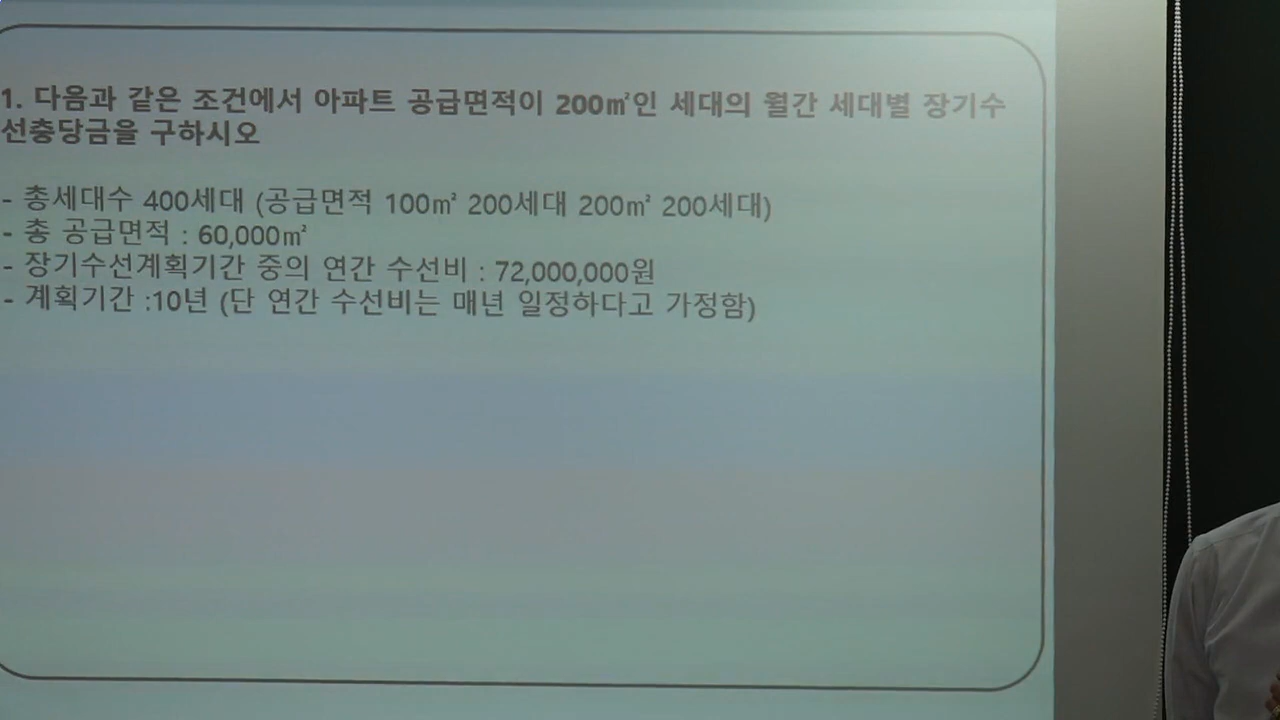 1. 다음과 같은 조건에서 아파트 공급면적이 200㎡인 세대의 월간 세대별 장기수
선충당금을 구하시오
- 총세대수 400세대 (공급면적 100㎡ 200세대 200㎡ 200세대)
- 총 공급면적 : 60,000㎡
- 장기수선계획기간 중의 연간 수선비 : 72,000,000원
- 계획기간 :10년 (단 연간 수선비는 매년 일정하다고 가정함)